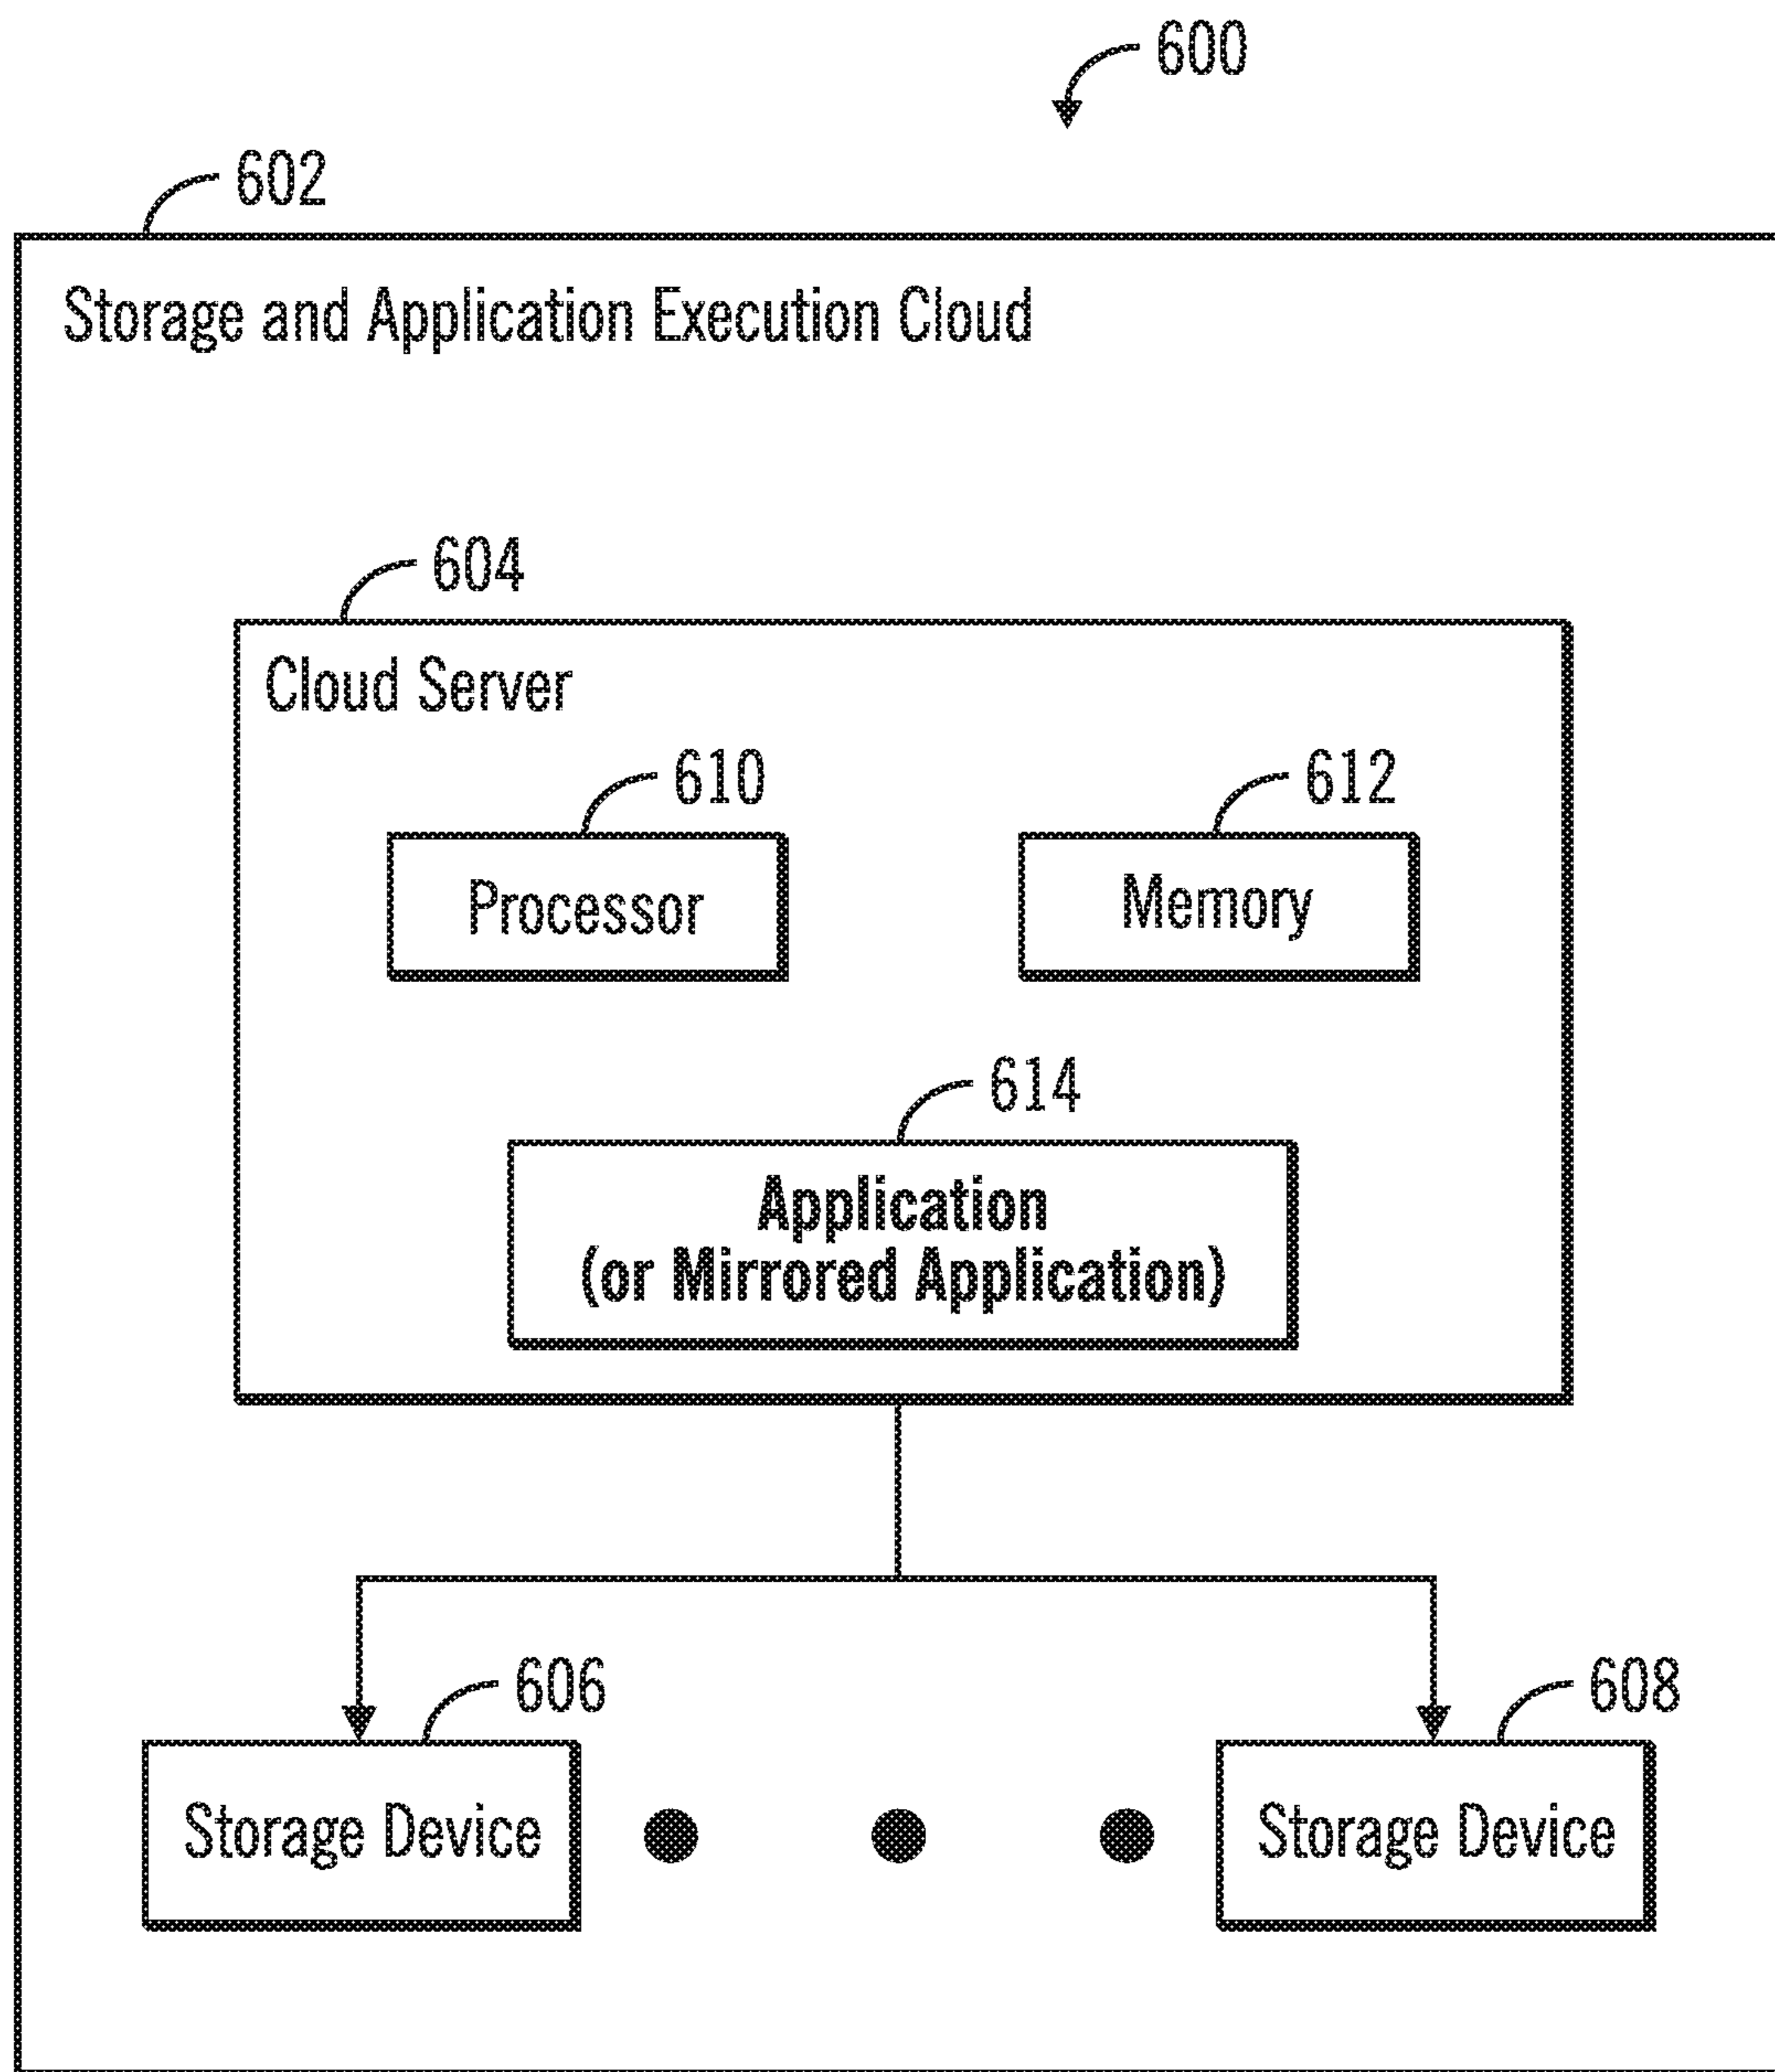 600
602
Storage and Application Execution Cloud
604
Cloud Server
610
612
Processor
Memory
614
Application
(or Mirrored Application)
606
608
Storage Device
Storage Device